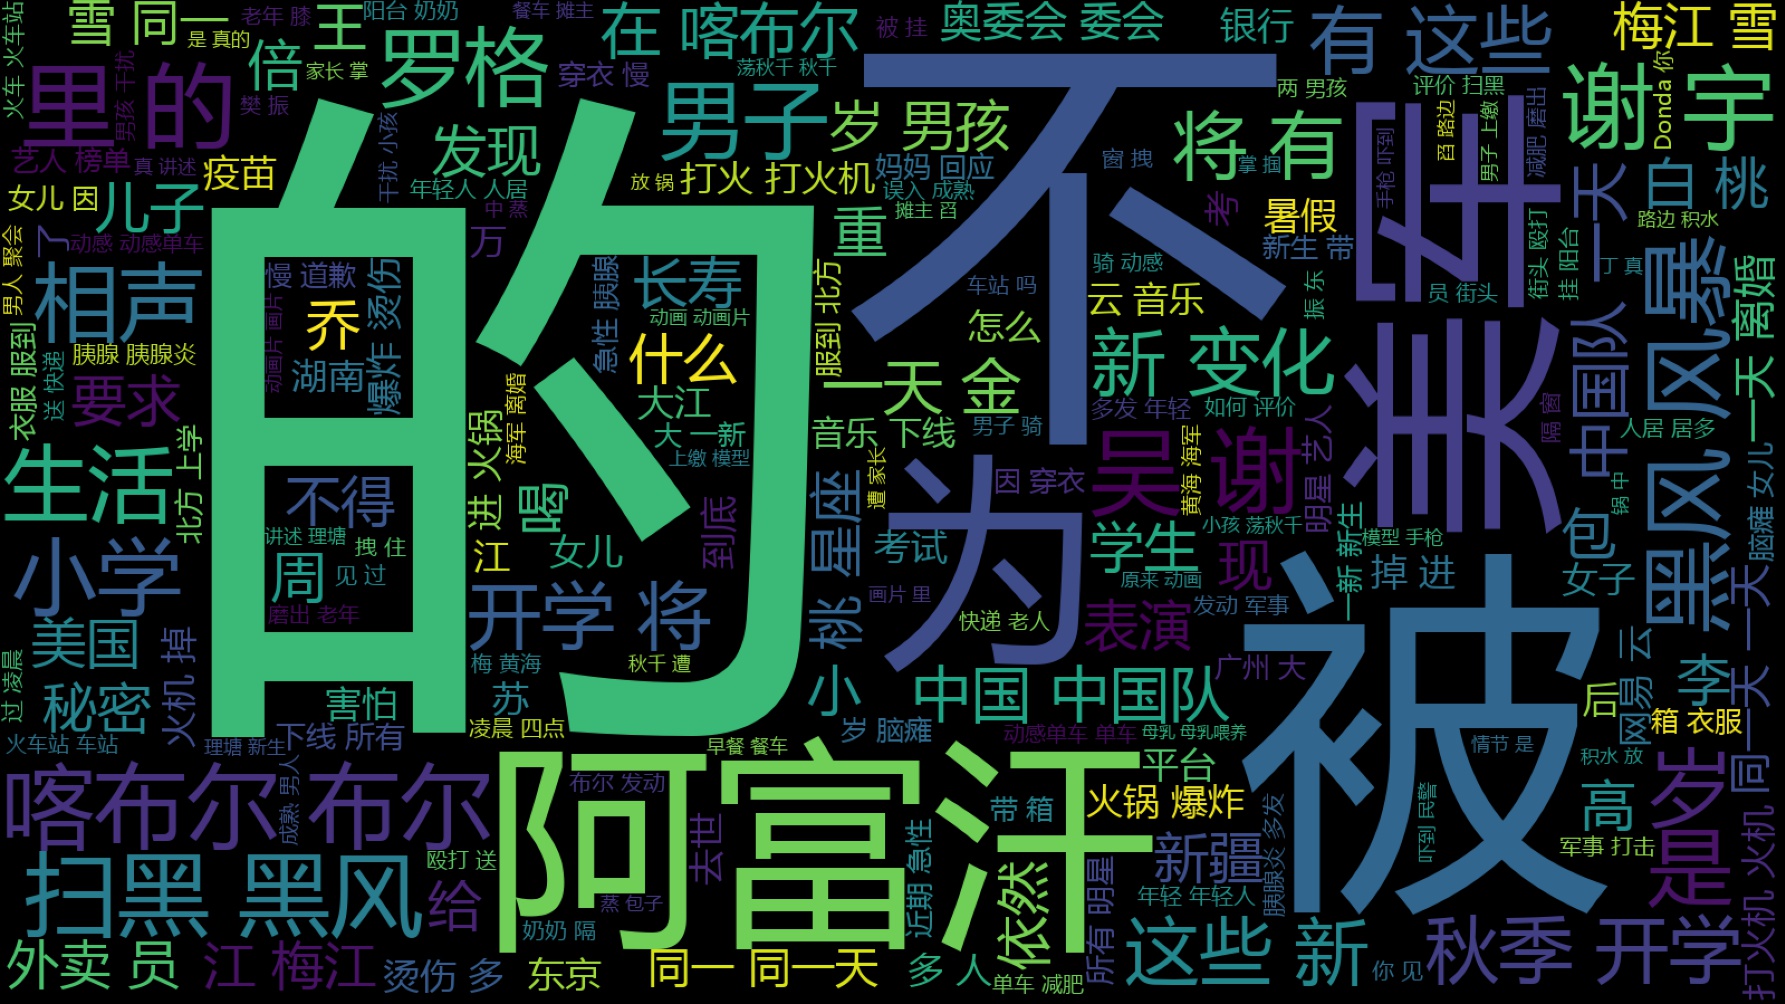 雪 同一
是 真的
老年 膝
阳台 奶奶
餐车 摊主
被 挂
奥委会 委会
银行
有 这些
梅江 雪
火车 火车站
王
倍
家长 掌
罗格
在 喀布尔
穿衣 慢
荡秋千 秋千
不
两 男孩
评价 扫黑
Donda 你
谢 宇
里 的
男孩 干扰
樊 振
干扰 小孩
发现
男子
岁 男孩
将 有
窗 拽
掌 掴
手枪 吓到
舀 路边
男子 上缴
减肥 磨出
艺人 榜单
真 讲述
疫苗
年轻人 人居
放 锅
打火 打火机
妈妈 回应
误入 成熟
摊主 舀
女儿 因
儿子
中 蒸
万
重
考
暑假
新生 带
一天
白 桃
路边 积水
男人 聚会
了
动感 动感单车
的
骑 动感
车站 吗
振 东
员 街头
街头 殴打
挂 阳台
丁 真
风暴
离婚
相声
慢 道歉
爆炸 烫伤
乔
动画片 画片
湖南
急性 胰腺
长寿
动画 动画片
服到 北方
云 音乐
怎么
新 变化
外卖
中国队
一天
衣服 服到
胰腺 胰腺炎
送 快递
要求
什么
大江
大 一新
上缴 模型
海军 离婚
进 火锅
一天 金
音乐 下线
男子 骑
多发 年轻
如何 评价
隔 窗
人居 居多
黑风
生活
北方 上学
不得
讲述 理塘
拽 住
周
见 过
磨出 老年
喝
江
女儿
到底
桃 星座
遭 家长
为
考试
因 穿衣
吴 谢
黄海 海军
明星 艺人
学生
小孩 荡秋千
现
原来 动画
一新 新生
模型 手枪
掉 进
包
锅 中
女子
脑瘫 女儿
小学
美国
火机 掉
开学 将
画片 里
快递 老人
表演
发动 军事
被
一天 一天
过 凌晨
秘密
害怕
梅 黄海
秋千 遭
苏
凌晨 四点
小
中国 中国队
广州 大
网易 云
后
李
箱 衣服
火车站 车站
理塘 新生
下线 所有
早餐 餐车
岁 脑瘫
动感单车 单车
母乳 母乳喂养
情节 是
积水 放
喀布尔 布尔
成熟 男人
阿富汗
布尔 发动
去世
近期 急性
带 箱
平台
火锅 爆炸
新疆
胰腺炎 多发
吓到 民警
高
军事 打击
岁
同一
扫黑 黑风
殴打 送
给
蒸 包子
奶奶 隔
依然
所有 明星
年轻 年轻人
是
打火机 火机
外卖 员
江 梅江
烫伤 多
东京
同一 同一天
多 人
单车 减肥
这些 新
你 见
秋季 开学